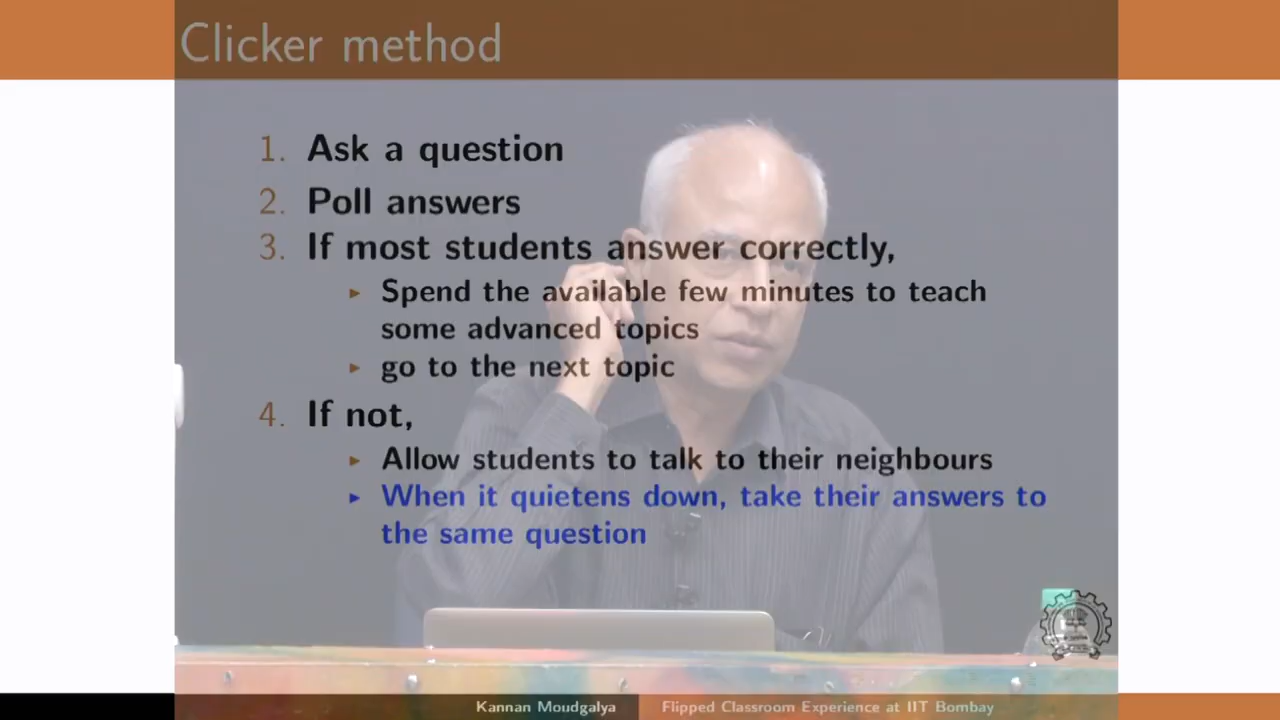 Clicker method
1. Ask a question
2. Poll answers
3. If most students answer correctly,
▸ Spend the available few minutes to teach
some advanced topics
▸ go to the next topic
4. If not,
▸ Allow students to talk to their neighbours
▸ When it quietens down, take their answers to
the same question
Kannan Moudgalya
Flipped Classroom Experience at IIT Bombay